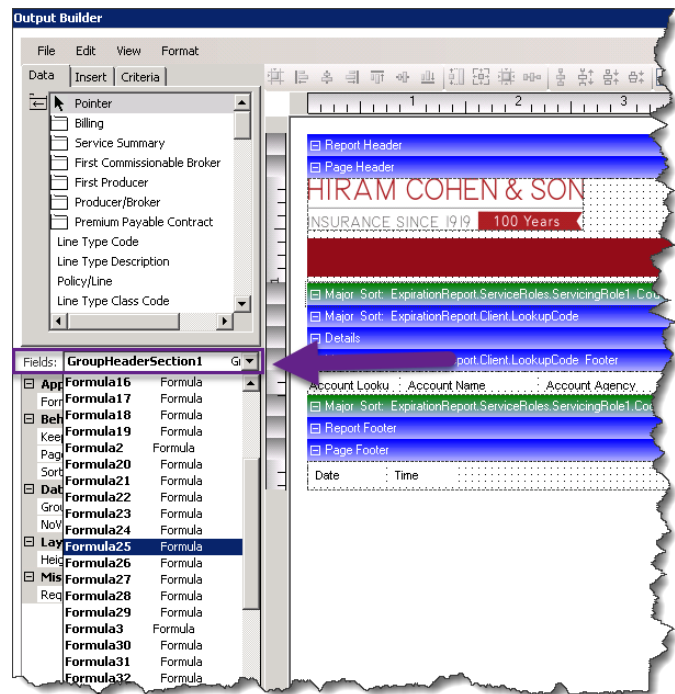 Output Builder
File Edit View Format
Data Insert Criteria
Pointer
Billing
Service Summary
First Commissionable Broker
First Producer
Producer/Broker
Premium Payable Contract
Line Type Code
Line Type Description
Policy/Line
Line Type Class Code
Fields: GroupHeaderSection1
Formula16 Formula
Formula17 Formula
Formula18 Formula
Formula19 Formula
Formula2 Formula
Formula20 Formula
Formula21 Formula
Formula22 Formula
Formula23 Formula
Formula24 Formula
Formula25 Formula
Formula26 Formula
Formula27 Formula
Formula28 Formula
Formula29 Formula
Formula3 Formula
Formula30 Formula
Formula31 Formula
Formula32 Formula
1 2 3
Report Header
Page Header
HIRAM COHEN & SON
INSURANCE SINCE 1919 100 Years
Major Sort: ExpirationReport.ServiceRoles.ServicingRole1.
Major Sort: ExpirationReport.Client.LookupCode
Details
port.Client.LookupCode Footer
Account Looku Account Name Account Agency
Major Sort: ExpirationReport.ServiceRoles.ServicingRole1.
Report Footer
Page Footer
Date Time